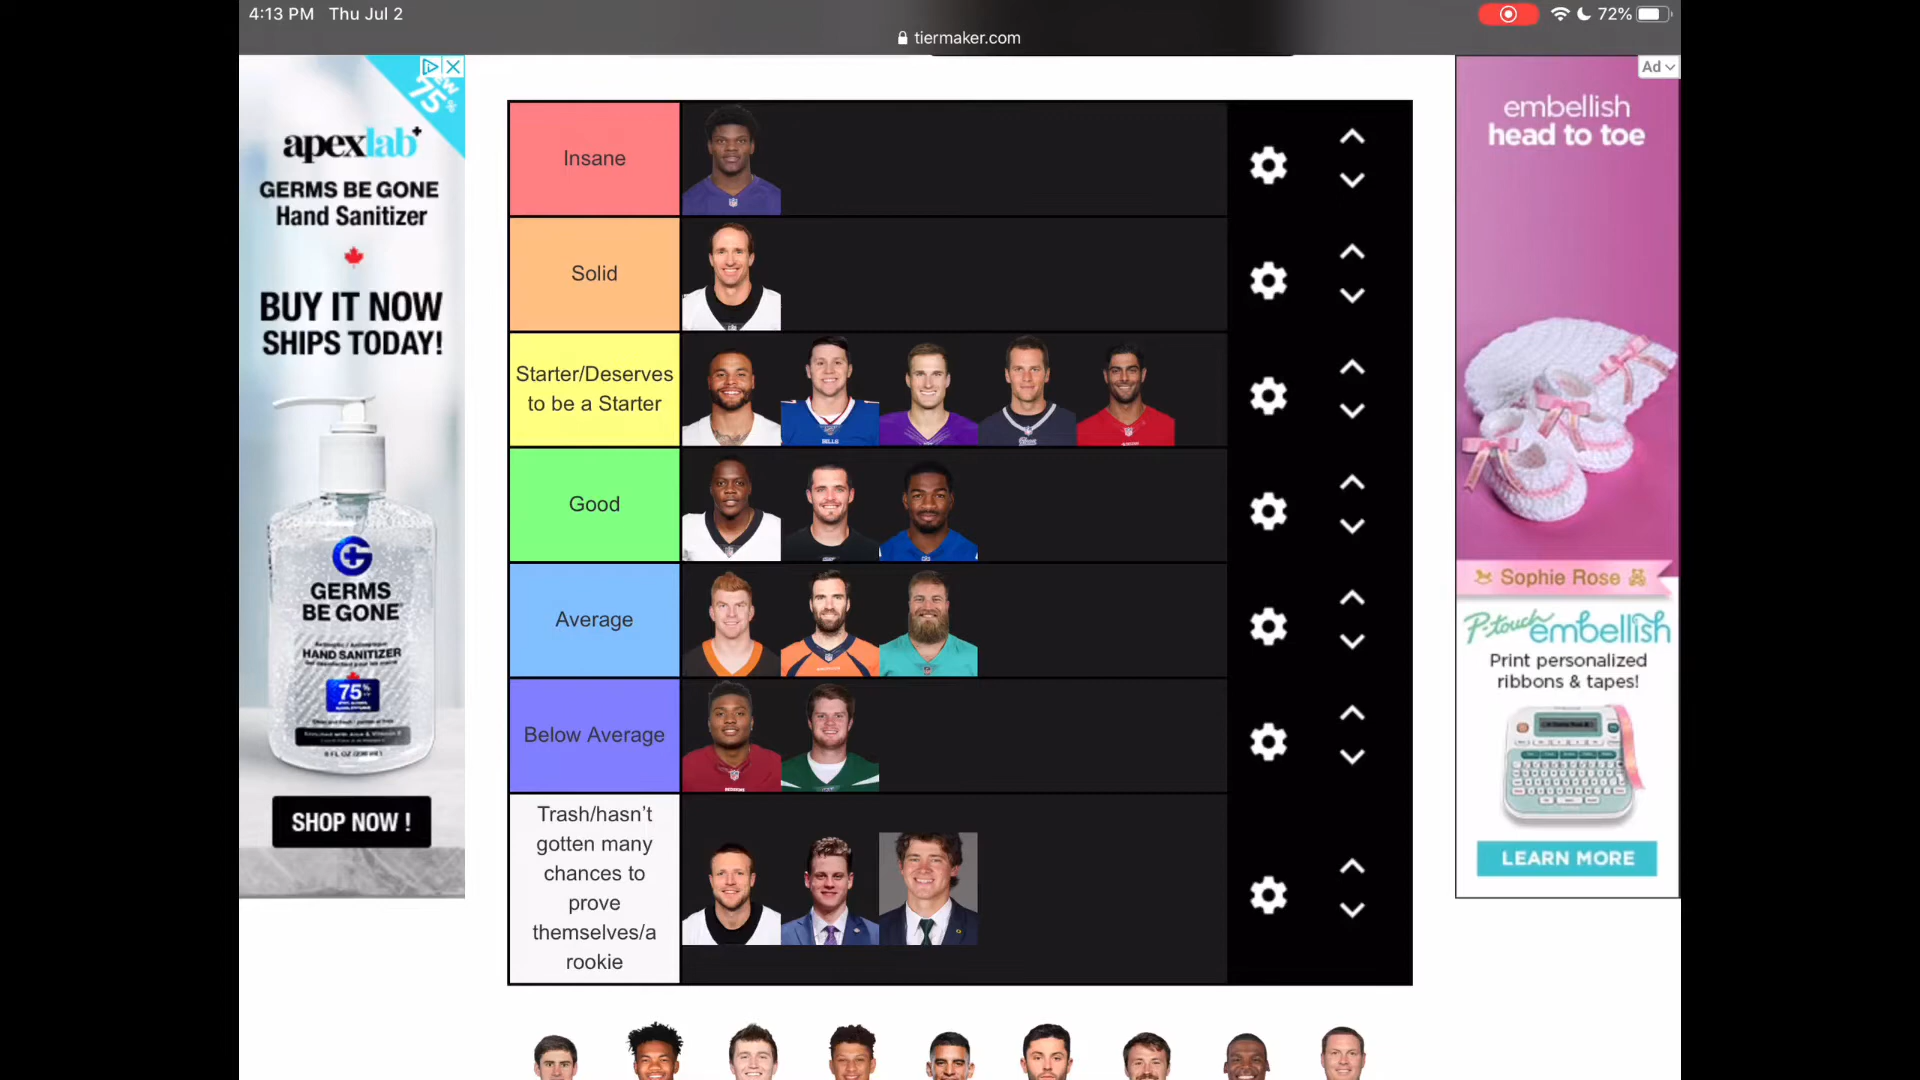 4:13 PM Thu Jul 2
72%
tiermaker.com
Ad
NEW
75%
apexlab+
GERMS BE GONE
Hand Sanitizer
BUY IT NOW
SHIPS TODAY!
GERMS
BE GONE
HAND SANITIZER
75%
SHOP NOW !
Insane
Solid
Starter/Deserves
to be a Starter
BILLS
Good
Average
Below Average
Trash/hasn’t
gotten many
chances to
prove
themselves/a
rookie
embellish
head to toe
Sophie Rose
P-touch embellish
Print personalized
ribbons & tapes!
LEARN MORE